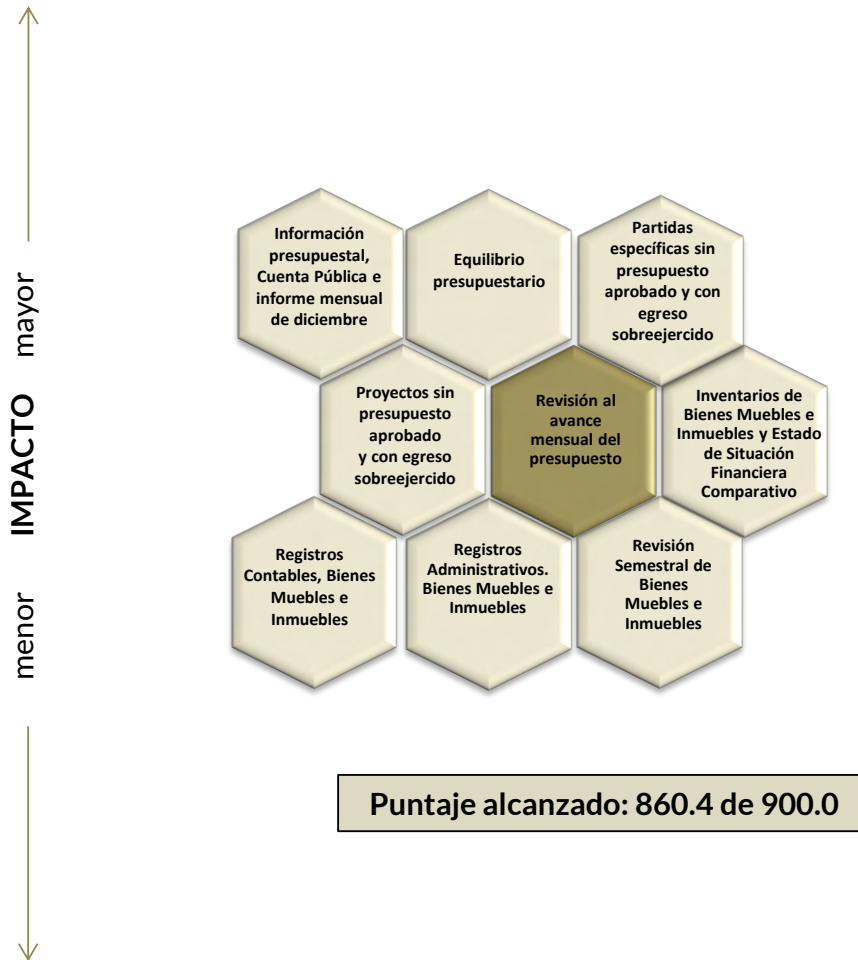 mayor
IMPACTO
menor
Información
presupuestal,
Cuenta Pública e
informe mensual
de diciembre
Equilibrio
presupuestario
Partidas
específicas sin
presupuesto
aprobado y con
egreso
sobreejercido
Proyectos sin
presupuesto
aprobado
y con egreso
sobreejercido
Revisión al
avance
mensual del
presupuesto
Inventarios de
Bienes Muebles e
Inmuebles y Estado
de Situación
Financiera
Comparativo
Registros
Contables, Bienes
Muebles e
Inmuebles
Registros
Administrativos.
Bienes Muebles e
Inmuebles
Revisión
Semestral de
Bienes
Muebles e
Inmuebles
Puntaje alcanzado: 860.4 de 900.0